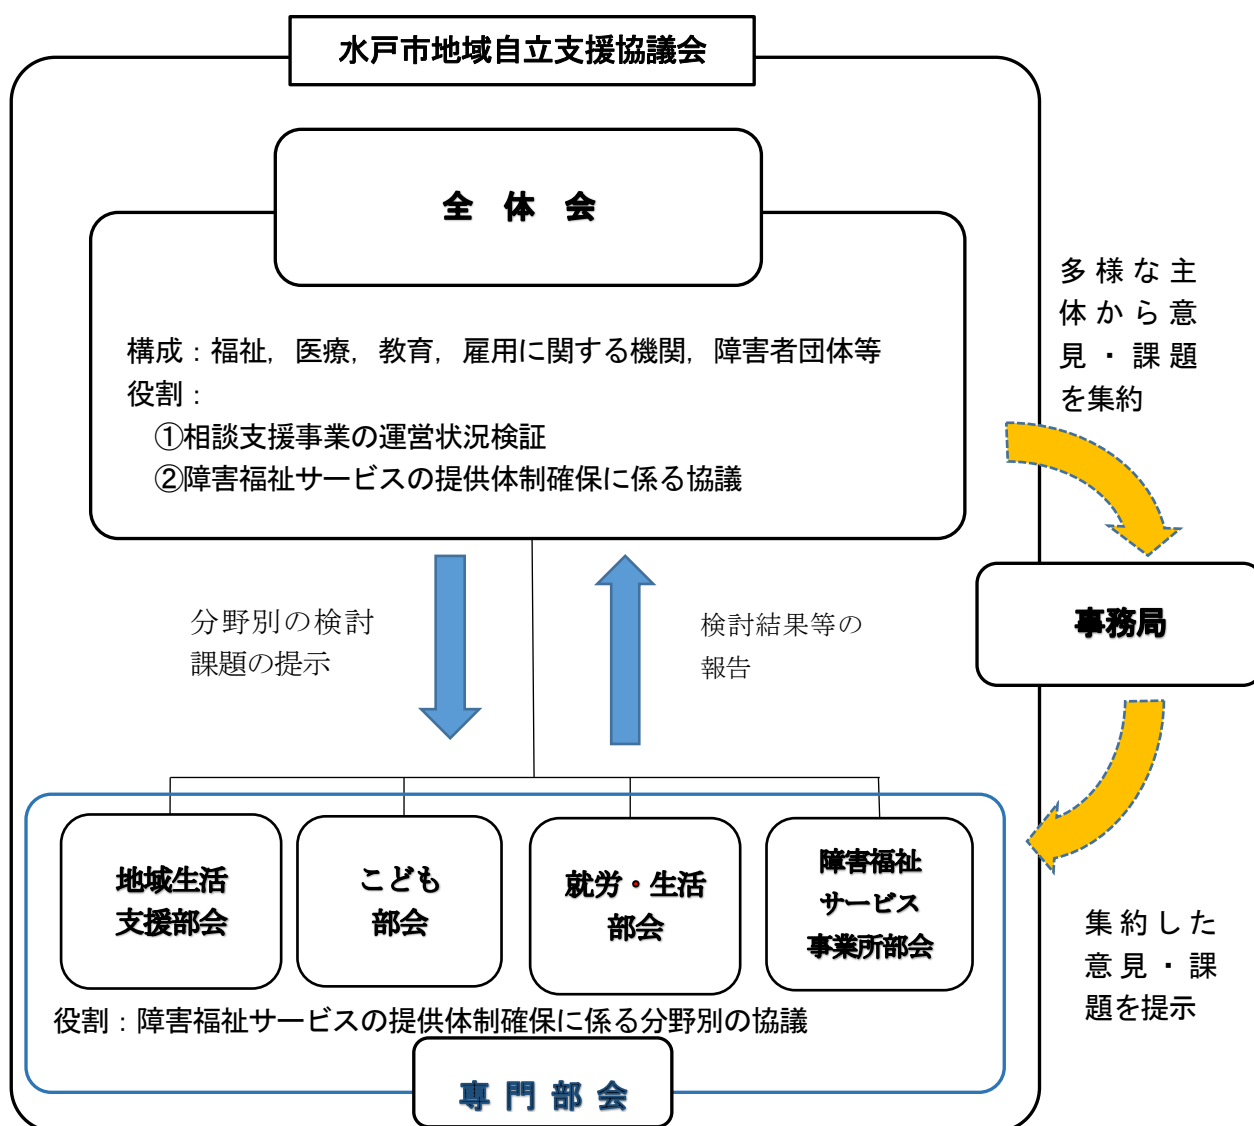 水戸市地域自立支援協議会
全　体　会
構成：福祉，医療，教育，雇用に関する機関，障害者団体等
役割：
①相談支援事業の運営状況検証
②障害福祉サービスの提供体制確保に係る協議
多様な主
体から意
見・課題
を集約
分野別の検討
課題の提示
検討結果等の
報告
事務局
地域生活
支援部会
こども
部会
就労・生活
部会
障害福祉
サービス
事業所部会
集約した
意見・課
題を提示
役割：障害福祉サービスの提供体制確保に係る分野別の協議
専 門 部 会